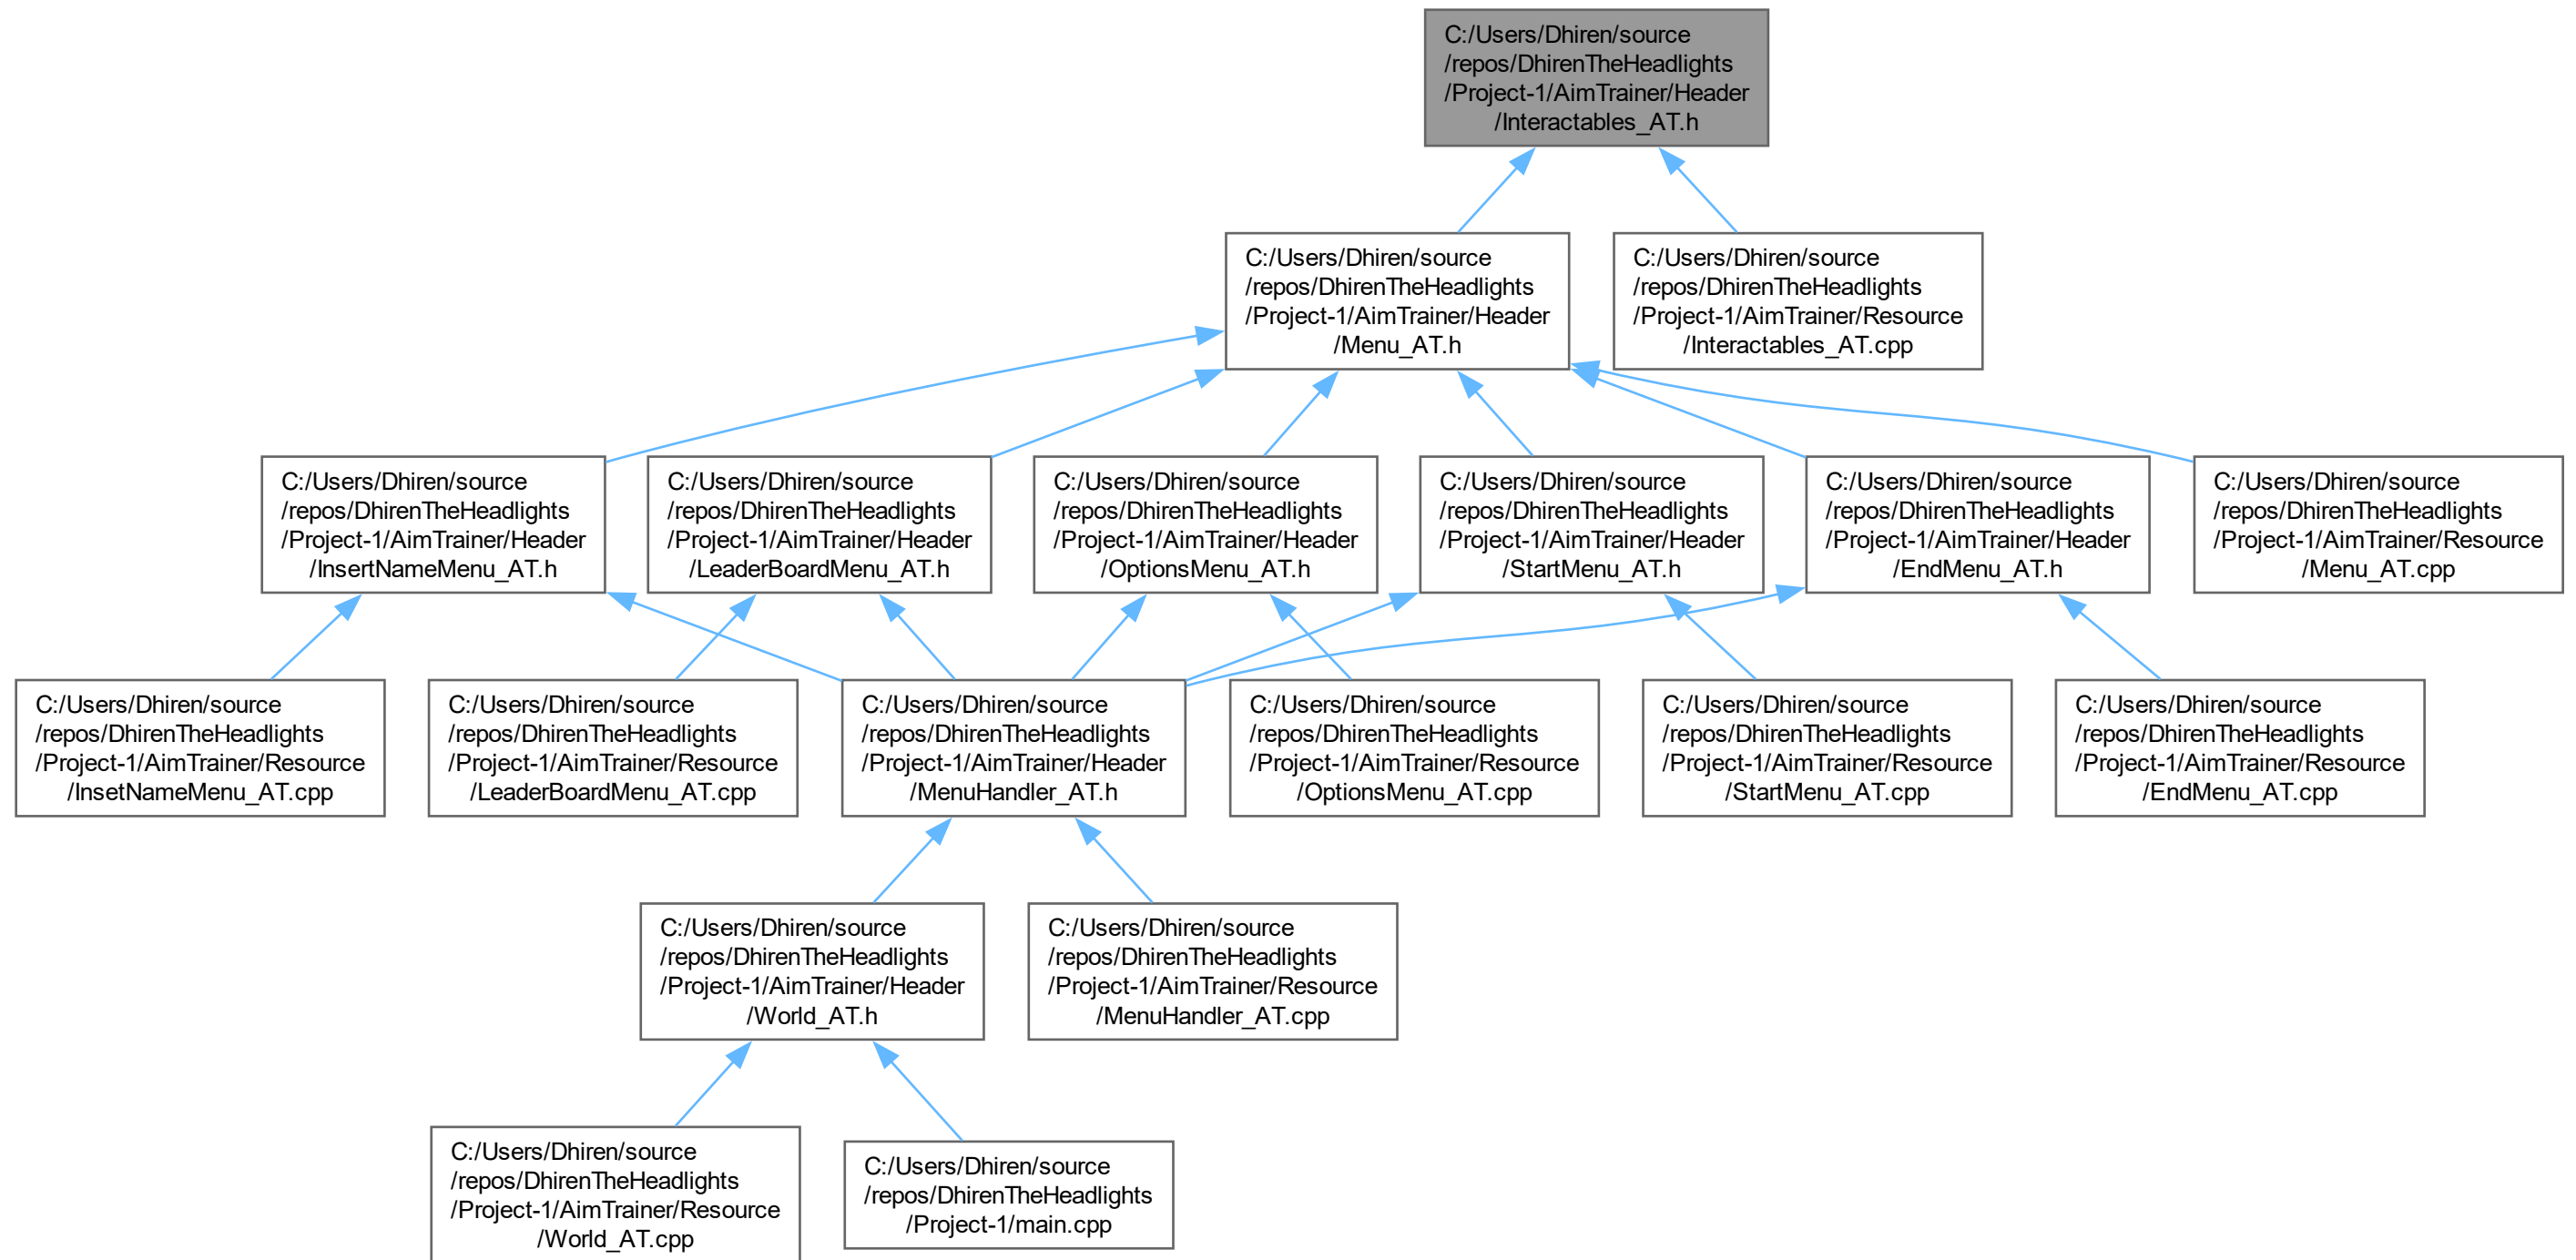 C:/Users/Dhiren/source
/repos/DhirenTheHeadlights
/Project-1/AimTrainer/Header
/Interactables_AT.h
C:/Users/Dhiren/source
/repos/DhirenTheHeadlights
/Project-1/AimTrainer/Header
/Menu_AT.h
C:/Users/Dhiren/source
/repos/DhirenTheHeadlights
/Project-1/AimTrainer/Resource
/Interactables_AT.cpp
C:/Users/Dhiren/source
/repos/DhirenTheHeadlights
/Project-1/AimTrainer/Header
/InsertNameMenu_AT.h
C:/Users/Dhiren/source
/repos/DhirenTheHeadlights
/Project-1/AimTrainer/Header
/LeaderBoardMenu_AT.h
C:/Users/Dhiren/source
/repos/DhirenTheHeadlights
/Project-1/AimTrainer/Header
/OptionsMenu_AT.h
C:/Users/Dhiren/source
/repos/DhirenTheHeadlights
/Project-1/AimTrainer/Header
/StartMenu_AT.h
C:/Users/Dhiren/source
/repos/DhirenTheHeadlights
/Project-1/AimTrainer/Header
/EndMenu_AT.h
C:/Users/Dhiren/source
/repos/DhirenTheHeadlights
/Project-1/AimTrainer/Resource
/Menu_AT.cpp
C:/Users/Dhiren/source
/repos/DhirenTheHeadlights
/Project-1/AimTrainer/Resource
/InsetNameMenu_AT.cpp
C:/Users/Dhiren/source
/repos/DhirenTheHeadlights
/Project-1/AimTrainer/Resource
/LeaderBoardMenu_AT.cpp
C:/Users/Dhiren/source
/repos/DhirenTheHeadlights
/Project-1/AimTrainer/Header
/MenuHandler_AT.h
C:/Users/Dhiren/source
/repos/DhirenTheHeadlights
/Project-1/AimTrainer/Resource
/OptionsMenu_AT.cpp
C:/Users/Dhiren/source
/repos/DhirenTheHeadlights
/Project-1/AimTrainer/Resource
/StartMenu_AT.cpp
C:/Users/Dhiren/source
/repos/DhirenTheHeadlights
/Project-1/AimTrainer/Resource
/EndMenu_AT.cpp
C:/Users/Dhiren/source
/repos/DhirenTheHeadlights
/Project-1/AimTrainer/Header
/World_AT.h
C:/Users/Dhiren/source
/repos/DhirenTheHeadlights
/Project-1/AimTrainer/Resource
/MenuHandler_AT.cpp
C:/Users/Dhiren/source
/repos/DhirenTheHeadlights
/Project-1/AimTrainer/Resource
/World_AT.cpp
C:/Users/Dhiren/source
/repos/DhirenTheHeadlights
/Project-1/main.cpp